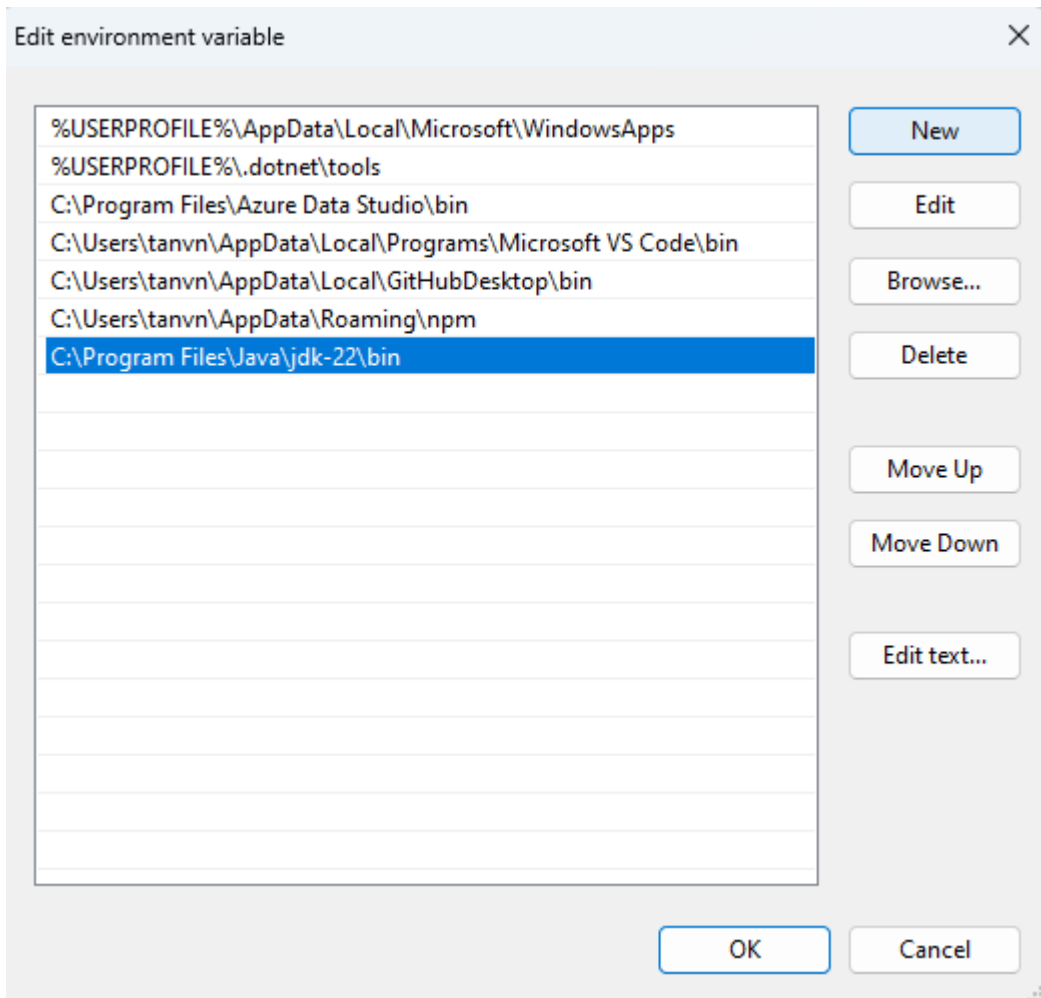 Edit environment variable
%USERPROFILE%\AppData\Local\Microsoft\WindowsApps
%USERPROFILE%\.dotnet\tools
C:\Program Files\Azure Data Studio\bin
C:\Users\tanvn\AppData\Local\Programs\Microsoft VS Code\bin
C:\Users\tanvn\AppData\Local\GitHubDesktop\bin
C:\Users\tanvn\AppData\Roaming\npm
C:\Program Files\Java\jdk-22\bin
New
Edit
Browse...
Delete
Move Up
Move Down
Edit text...
OK
Cancel